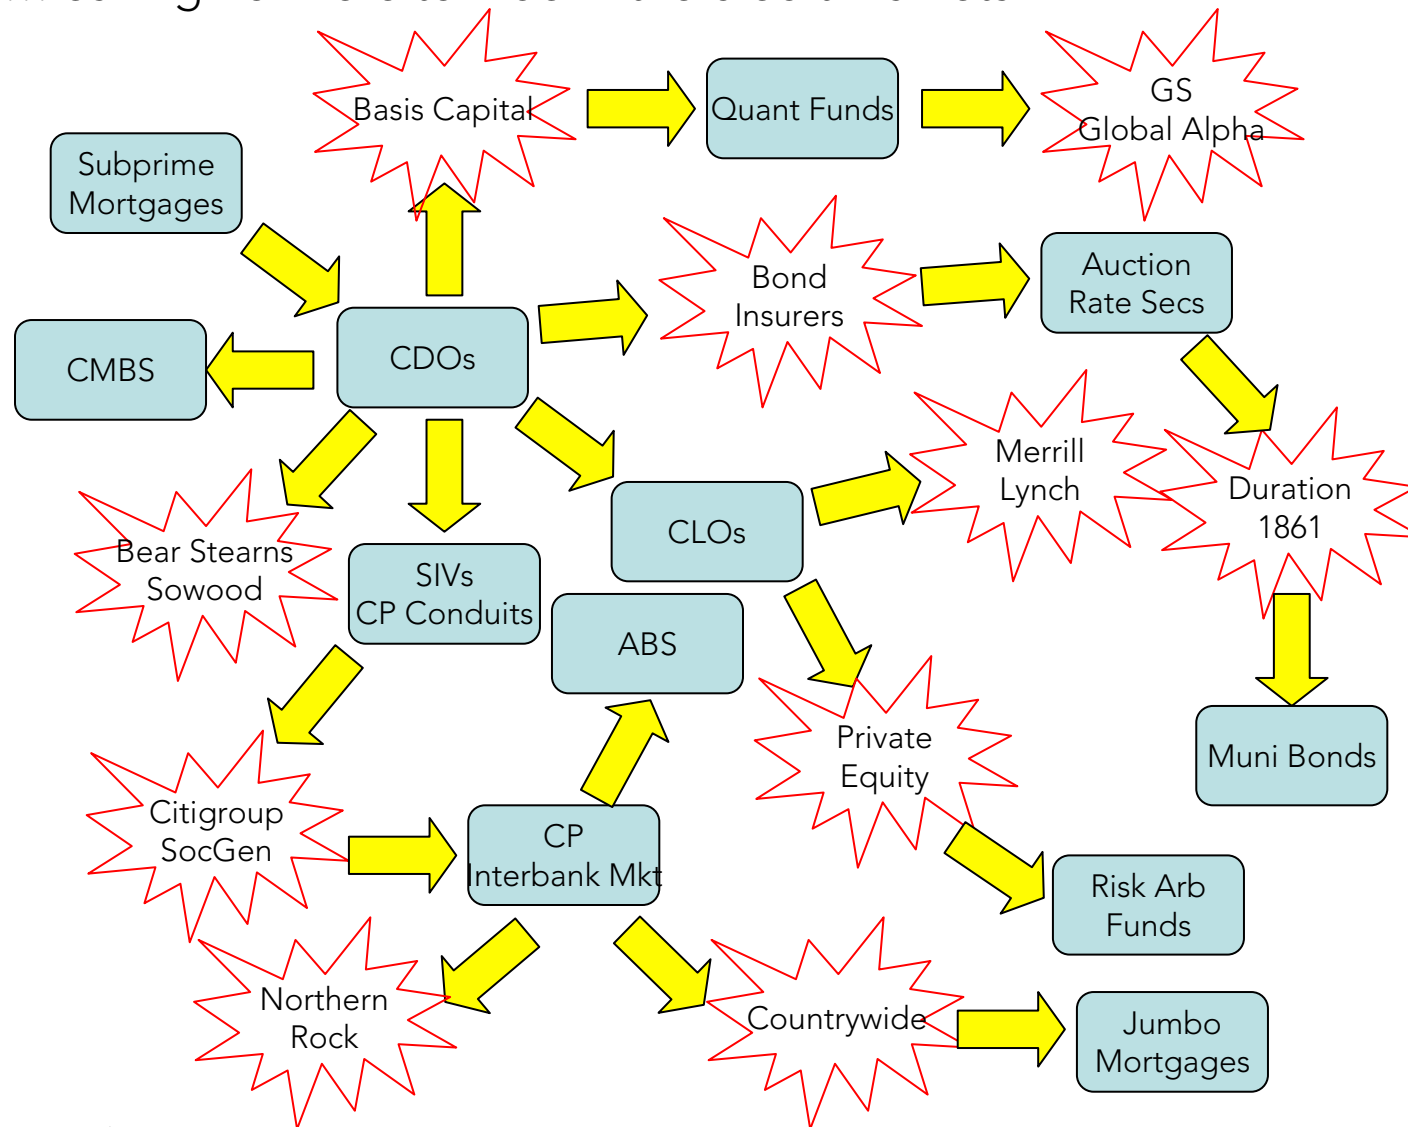 Basis Capital
Quant Funds
GS
Global Alpha
Subprime
Mortgages
Bond
Insurers
Auction
Rate Secs
CMBS
CDOs
Merrill
Lynch
Duration
1861
CLOs
Bear Stearns
Sowood
SIVs
CP Conduits
ABS
Private
Equity
Muni Bonds
Citigroup
SocGen
CP
Interbank Mkt
Risk Arb
Funds
Northern
Rock
Countrywide
Jumbo
Mortgages